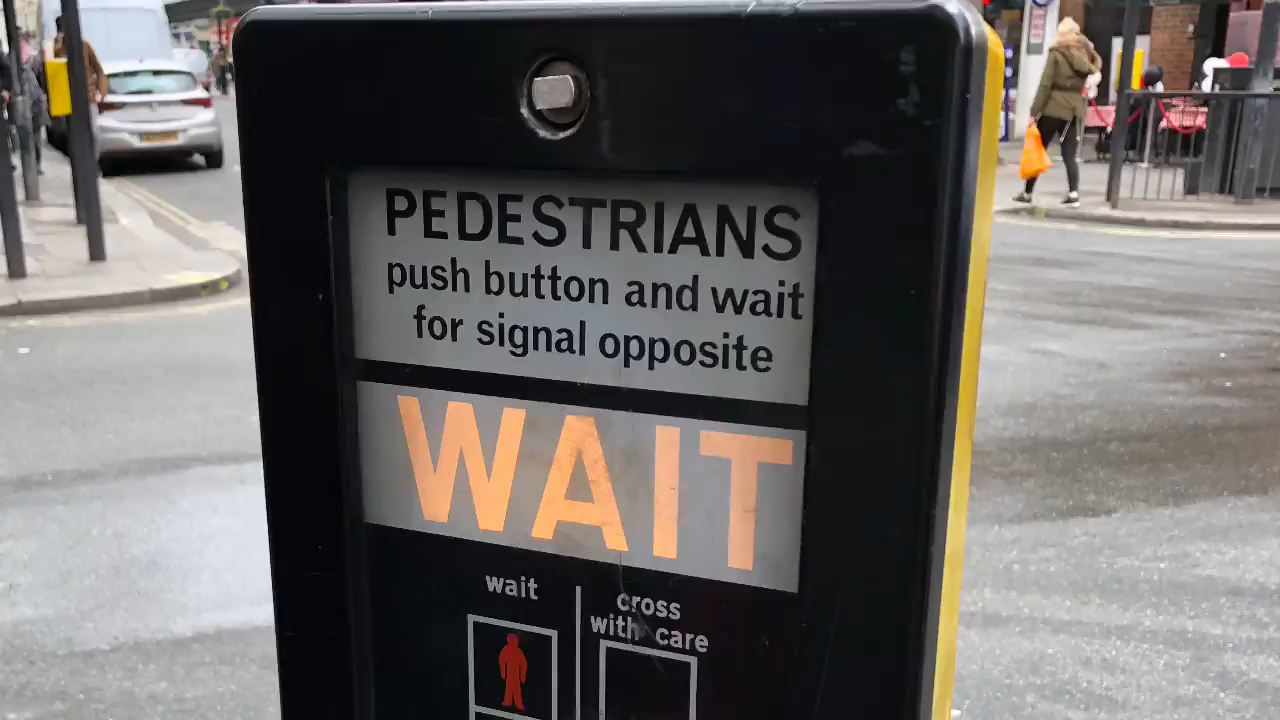 PEDESTRIANS
push button and wait
for signal opposite
WAIT
wait
cross
with care